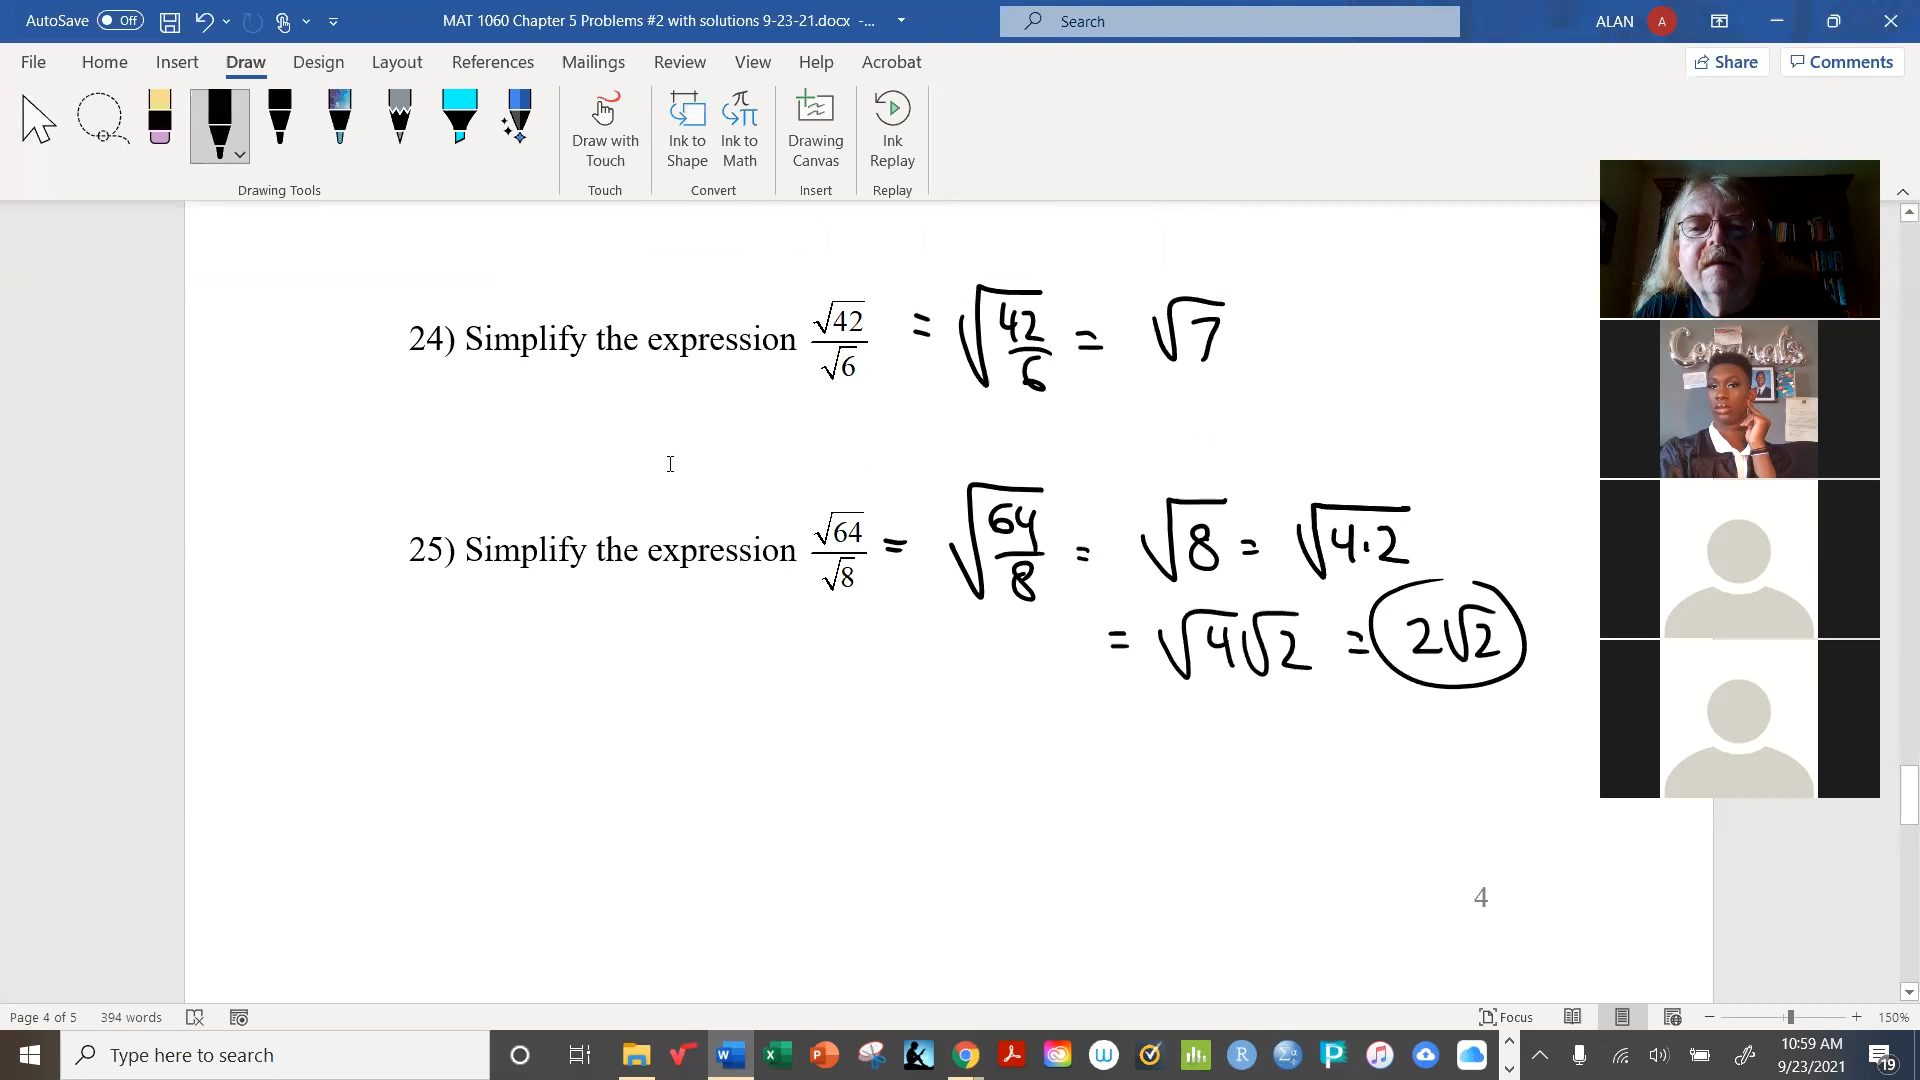 AutoSave Off MAT 1060 Chapter 5 Problems #2 with solutions 9-23-21.docx -... Search ALAN A
File Home Insert Draw Design Layout References Mailings Review View Help Acrobat Share Comments
Draw with Touch
Ink to Shape
Ink to Math
Drawing Canvas
Ink Replay
Drawing Tools Touch Convert Insert Replay
24) Simplify the expression √42/√6 = √(42/6) = √7
25) Simplify the expression √64/√8 = √(64/8) = √8 = √(4·2)
= √4√2 = 2√2
4
Page 4 of 5 394 words Focus 150%
Type here to search 10:59 AM
9/23/2021 19